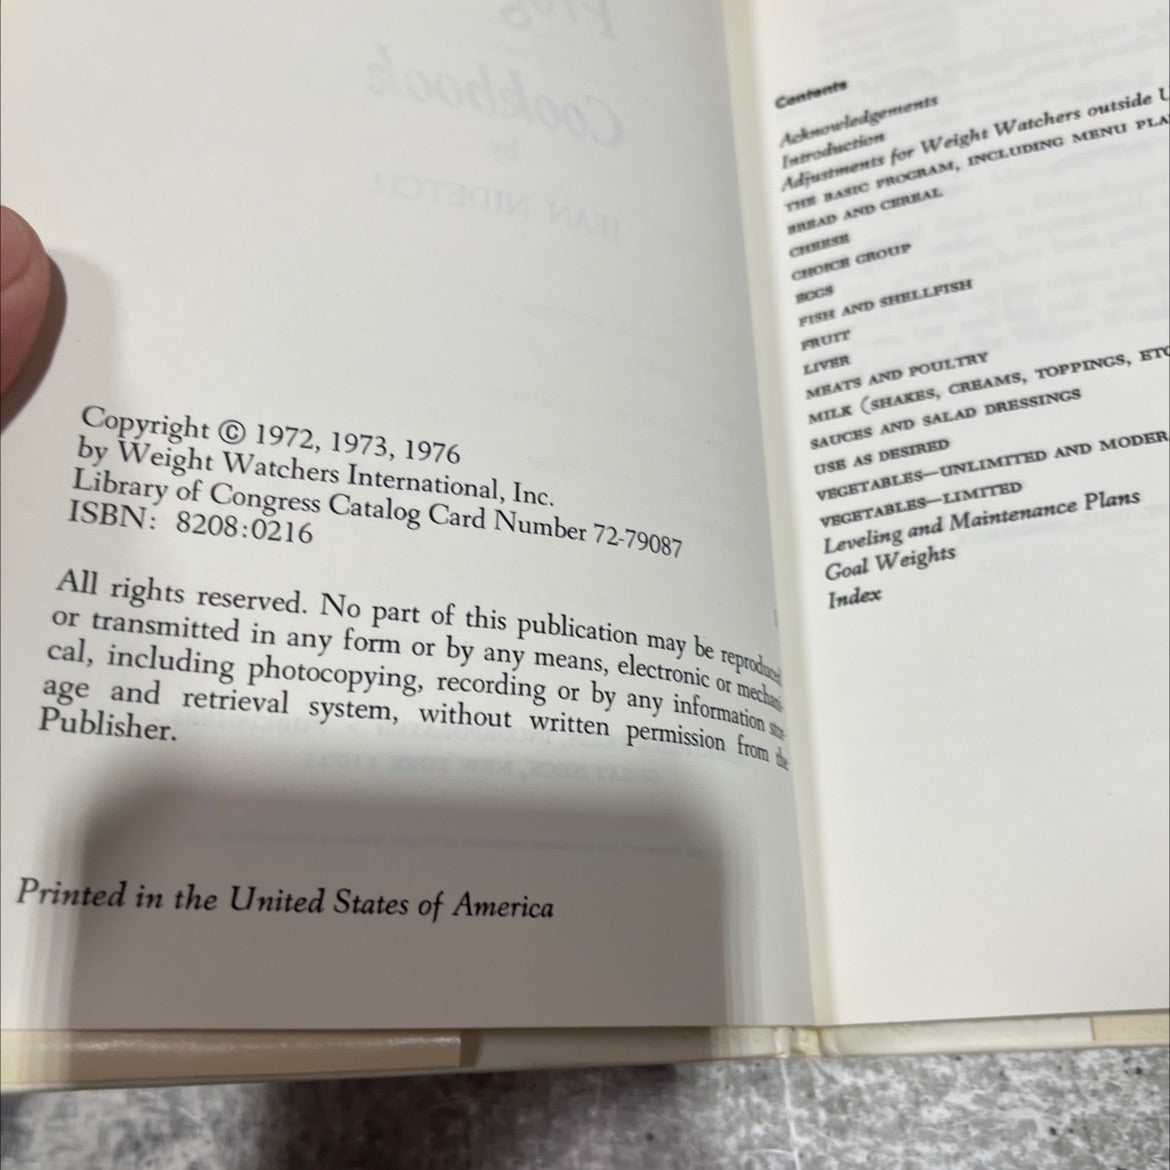 Cookbook
by
JEAN NIDETCH
Copyright © 1972, 1973, 1976
by Weight Watchers International, Inc.
Library of Congress Catalog Card Number 72-79087
ISBN: 8208:0216
All rights reserved. No part of this publication may be reproduced
or transmitted in any form or by any means, electronic or mechani-
cal, including photocopying, recording or by any information stor-
age and retrieval system, without written permission from the
Publisher.
Printed in the United States of America
Contents
Acknowledgements
Introduction
Adjustments for Weight Watchers outside U
THE BASIC PROGRAM, INCLUDING MENU PLA
BREAD AND CEREAL
CHEESE
CHOICE GROUP
EGGS
FISH AND SHELLFISH
FRUIT
LIVER
MEATS AND POULTRY
MILK (SHAKES, CREAMS, TOPPINGS, ETC
SAUCES AND SALAD DRESSINGS
USE AS DESIRED
VEGETABLES—UNLIMITED AND MODER
VEGETABLES—LIMITED
Leveling and Maintenance Plans
Goal Weights
Index